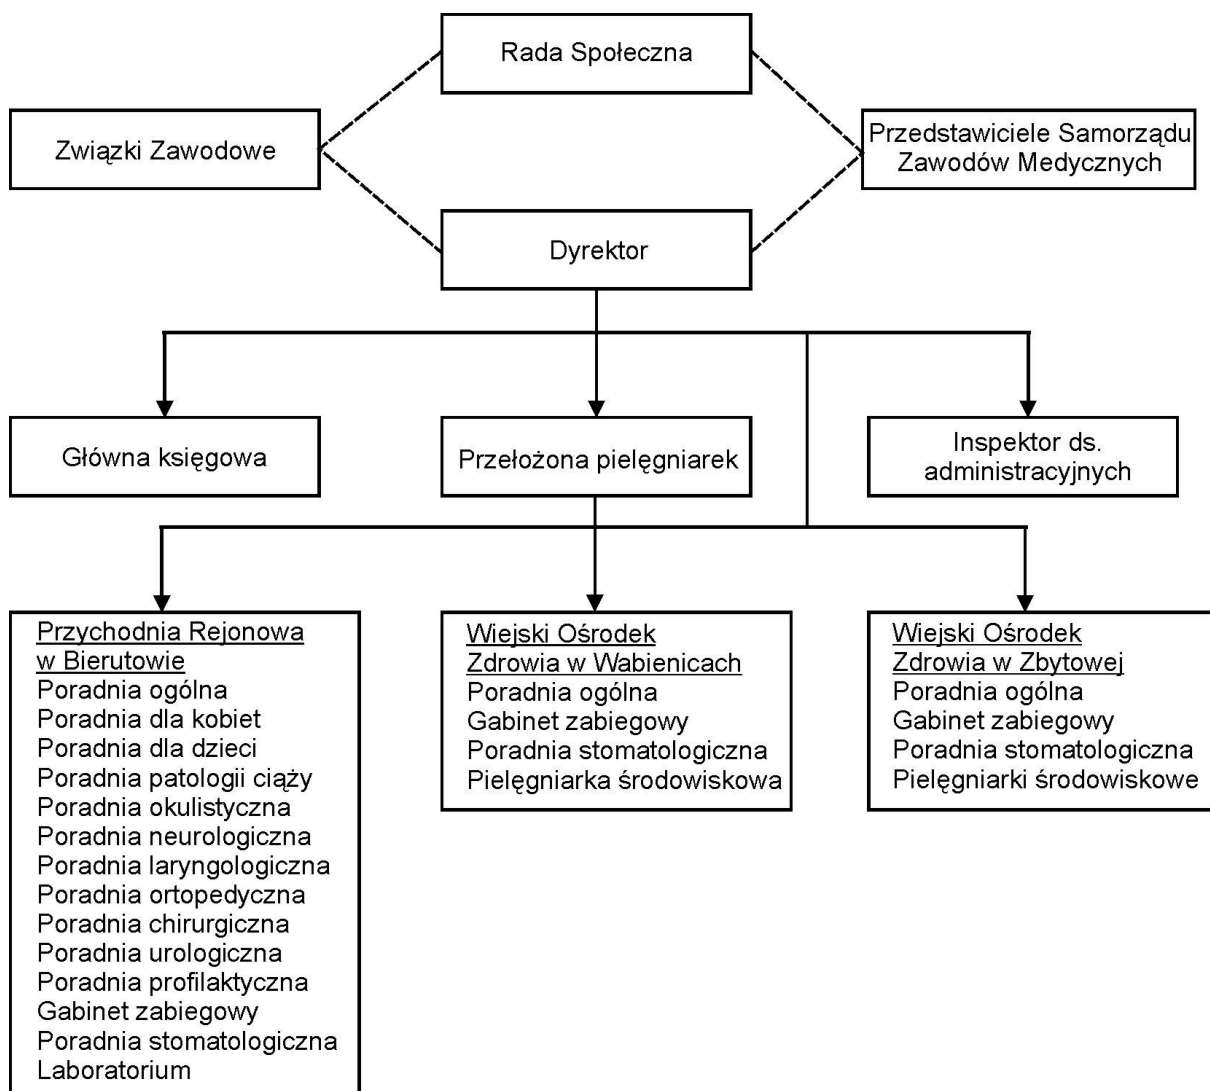 Rada Społeczna
Związki Zawodowe
Przedstawiciele Samorządu
Zawodów Medycznych
Dyrektor
Główna księgowa
Przełożona pielęgniarek
Inspektor ds.
administracyjnych
Przychodnia Rejonowa
w Bierutowie
Poradnia ogólna
Poradnia dla kobiet
Poradnia dla dzieci
Poradnia patologii ciąży
Poradnia okulistyczna
Poradnia neurologiczna
Poradnia laryngologiczna
Poradnia ortopedyczna
Poradnia chirurgiczna
Poradnia urologiczna
Poradnia profilaktyczna
Gabinet zabiegowy
Poradnia stomatologiczna
Laboratorium
Wiejski Ośrodek
Zdrowia w Wabienicach
Poradnia ogólna
Gabinet zabiegowy
Poradnia stomatologiczna
Pielęgniarka środowiskowa
Wiejski Ośrodek
Zdrowia w Zbytowej
Poradnia ogólna
Gabinet zabiegowy
Poradnia stomatologiczna
Pielęgniarki środowiskowe